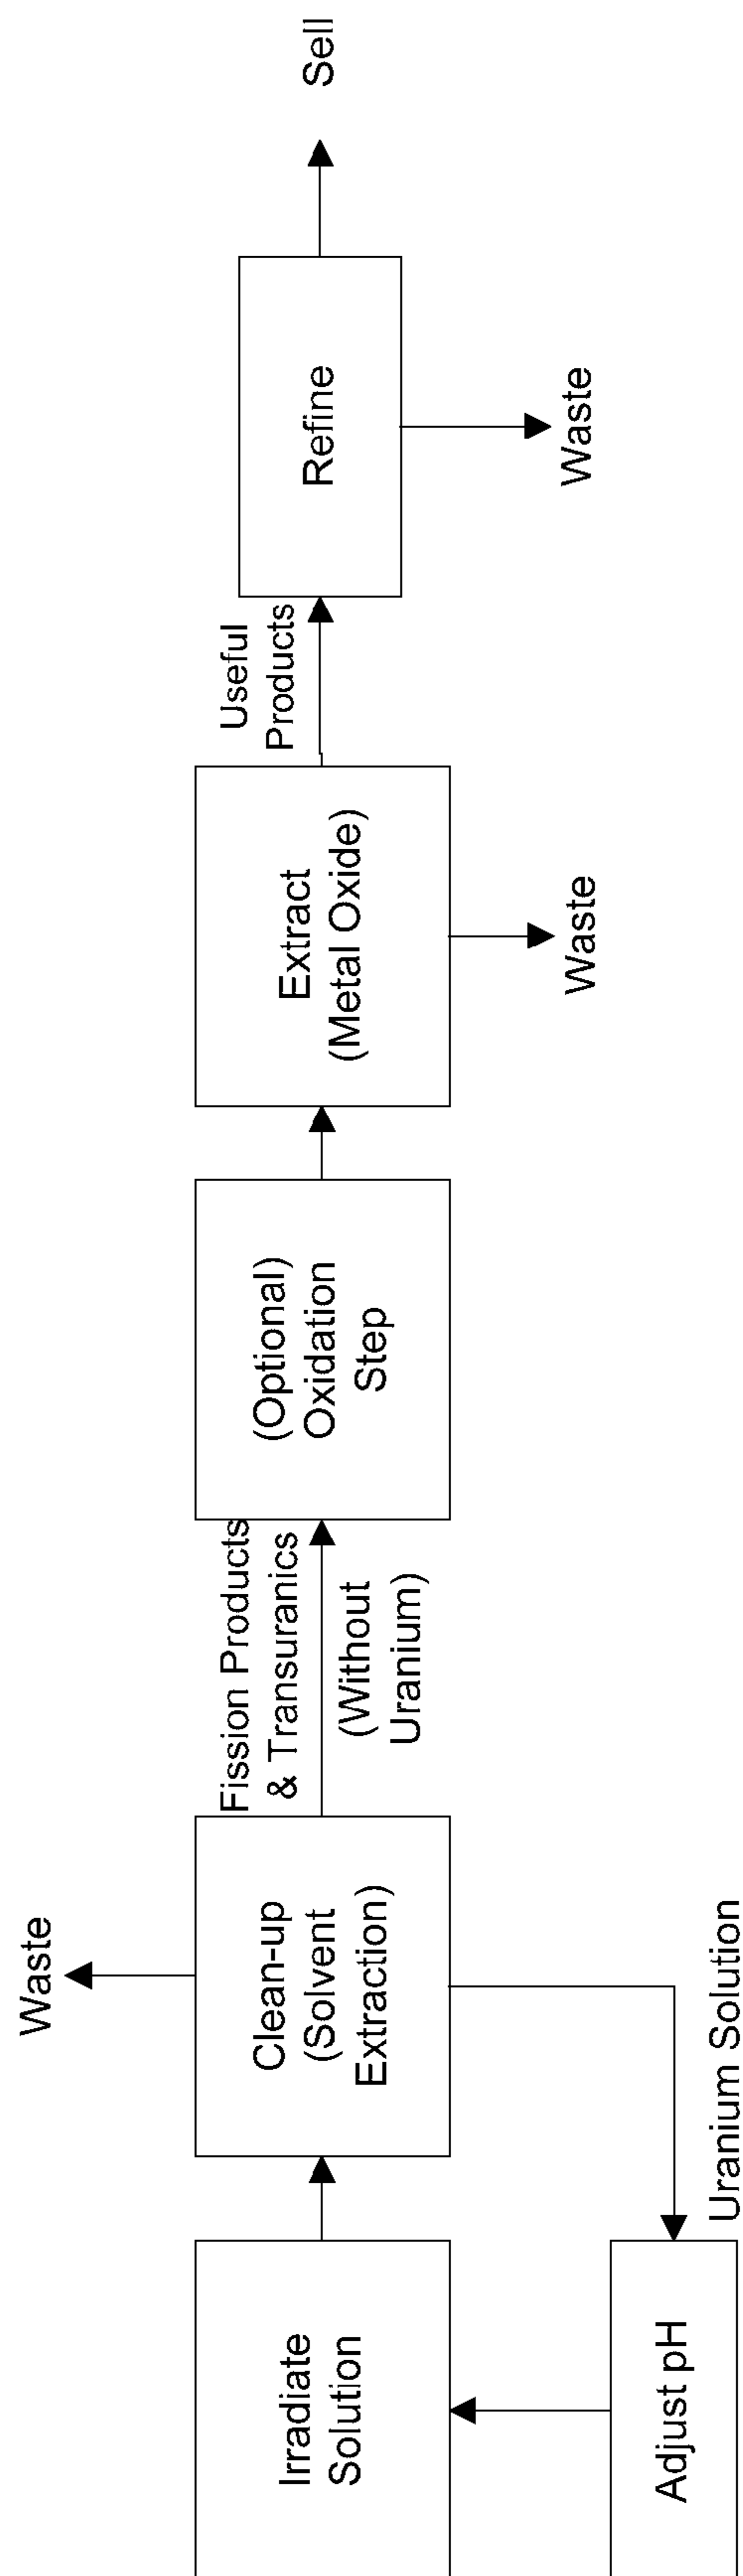 Irradiate
Solution
Adjust pH
Uranium Solution
Clean-up
(Solvent
Extraction)
Waste
Fission Products
& Transuranics
(Without
Uranium)
(Optional)
Oxidation
Step
Extract
(Metal Oxide)
Waste
Useful
Products
Refine
Waste
Sell